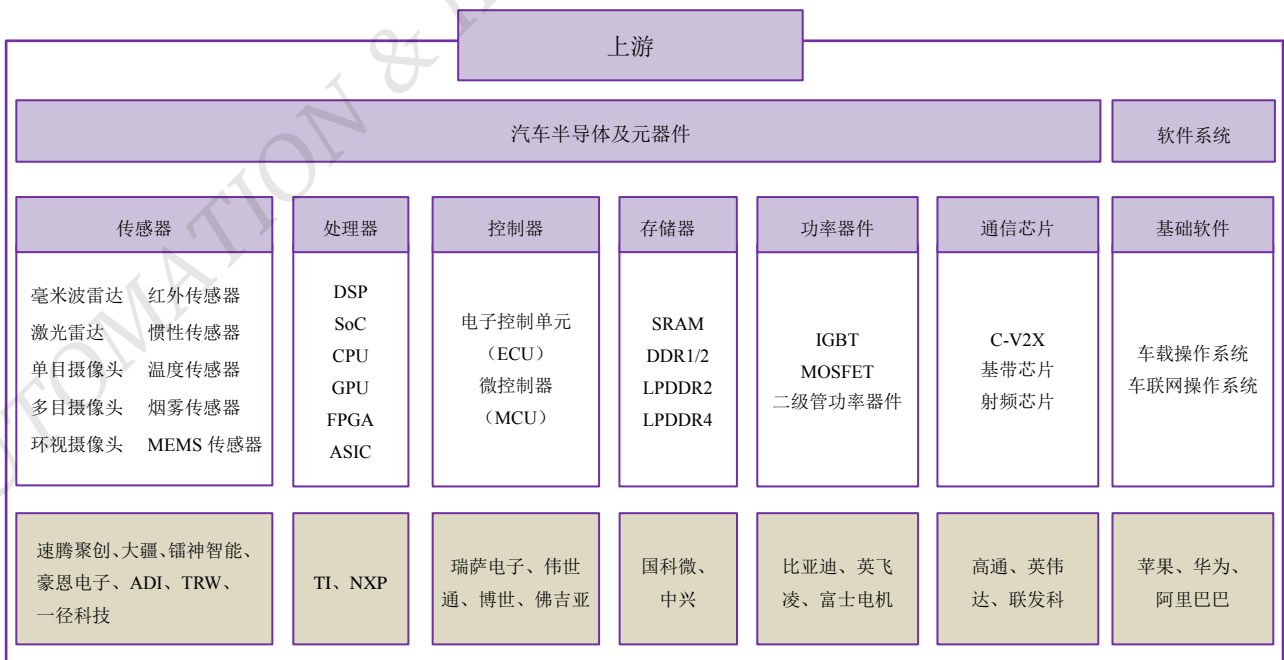 上游
汽车半导体及元器件
软件系统
传感器
处理器
控制器
存储器
功率器件
通信芯片
基础软件
毫米波雷达 红外传感器
激光雷达 惯性传感器
单目摄像头 温度传感器
多目摄像头 烟雾传感器
环视摄像头 MEMS 传感器
DSP
SoC
CPU
GPU
FPGA
ASIC
电子控制单元
（ECU）
微控制器
（MCU）
SRAM
DDR1/2
LPDDR2
LPDDR4
IGBT
MOSFET
二级管功率器件
C-V2X
基带芯片
射频芯片
车载操作系统
车联网操作系统
速腾聚创、大疆、镭神智能、
豪恩电子、ADI、TRW、
一径科技
TI、NXP
瑞萨电子、伟世
通、博世、佛吉亚
国科微、
中兴
比亚迪、英飞
凌、富士电机
高通、英伟
达、联发科
苹果、华为、
阿里巴巴